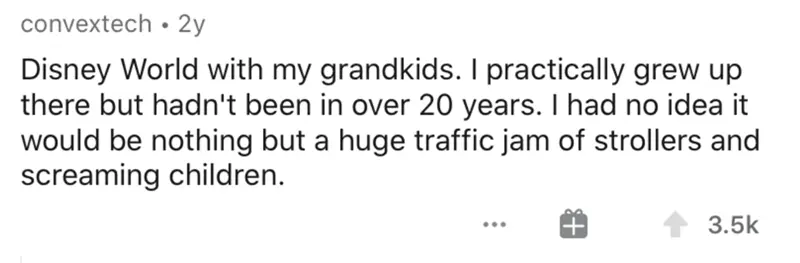 convextech • 2y
Disney World with my grandkids. I practically grew up
there but hadn't been in over 20 years. I had no idea it
would be nothing but a huge traffic jam of strollers and
screaming children.
3.5k